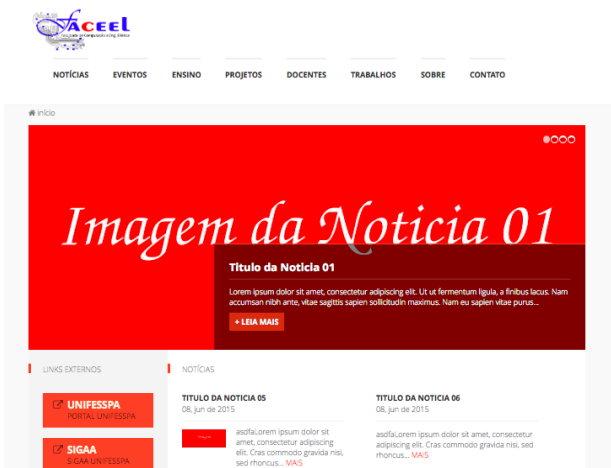 FACEEL
NOTÍCIAS EVENTOS ENSINO PROJETOS DOCENTES TRABALHOS SOBRE CONTATO
início
Imagem da Noticia 01
Titulo da Noticia 01
Lorem ipsum dolor sit amet, consectetur adipiscing elit. Ut ut fermentum ligula, a finibus lacus. Nam
accumsan nibh ante, vitae sagittis sapien sollicitudin maximus. Nam eu sapien vitae purus...
+ LEIA MAIS
LINKS EXTERNOS
UNIFESSPA
PORTAL UNIFESSPA
SIGAA
SIGAA UNIFESSPA
NOTÍCIAS
TITULO DA NOTICIA 05
08, jun de 2015
asdfaLorem ipsum dolor sit
amet, consectetur adipiscing
elit. Cras commodo gravida nisi,
sed rhoncus... MAIS
TITULO DA NOTICIA 06
08, jun de 2015
asdfaLorem ipsum dolor sit amet, consectetur
adipiscing elit. Cras commodo gravida nisi, sed
rhoncus... MAIS